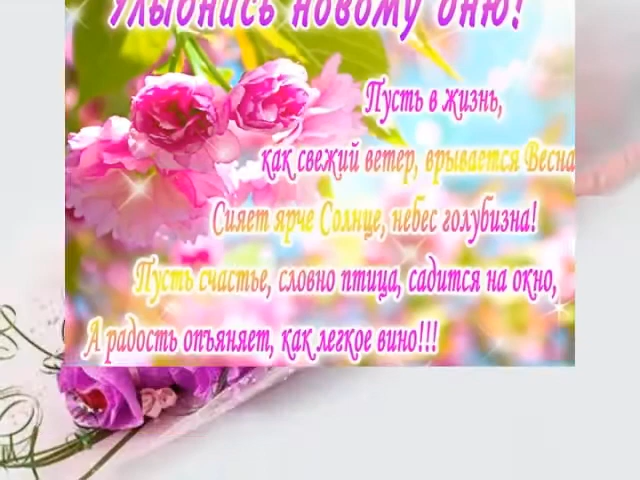 Улыбнись новому дню!
Пусть в жизнь,
как свежий ветер, врывается Весна
Сияет ярче Солнце, небес голубизна!
Пусть счастье, словно птица, садится на окно,
А радость опьяняет, как легкое вино!!!